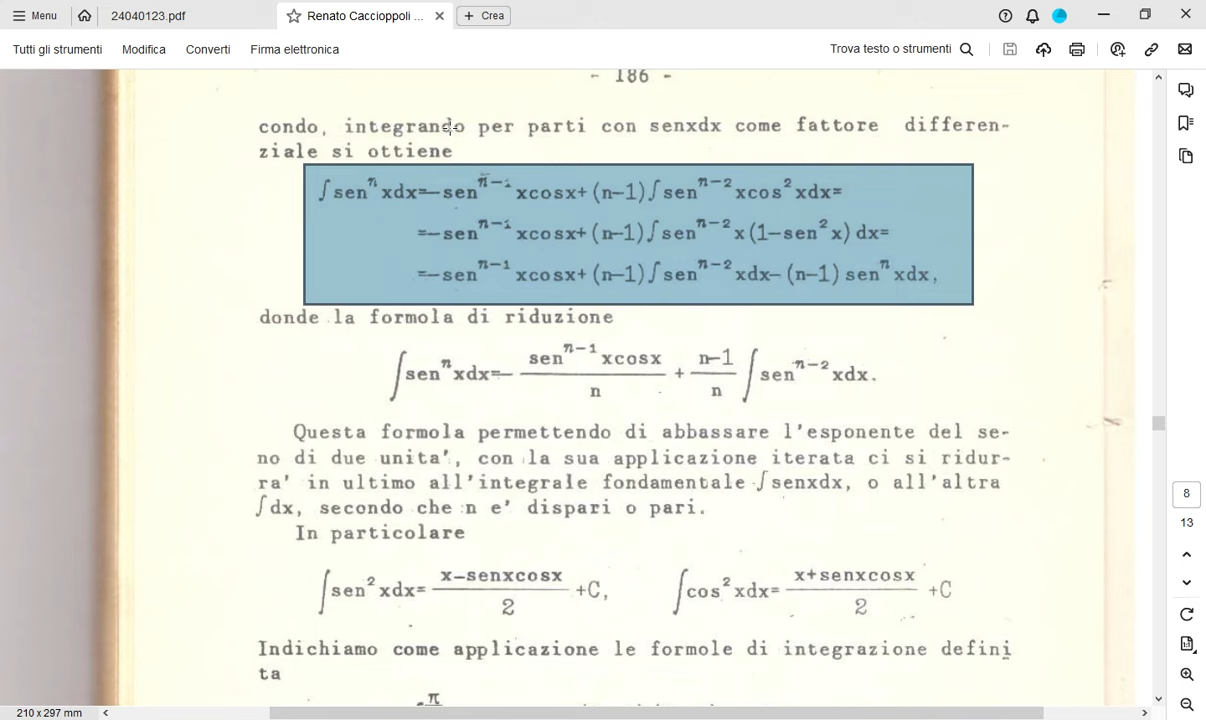 Menu 24040123.pdf Renato Caccioppoli ... Crea
Tutti gli strumenti Modifica Converti Firma elettronica Trova testo o strumenti
- 186 -
condo, integrando per parti con senxdx come fattore differen-
ziale si ottiene
∫senⁿxdx=-senⁿ⁻¹xcosx+(n-1)∫senⁿ⁻²xcos²xdx=
=-senⁿ⁻¹xcosx+(n-1)∫senⁿ⁻²x(1-sen²x)dx=
=-senⁿ⁻¹xcosx+(n-1)∫senⁿ⁻²xdx-(n-1)senⁿxdx,
donde la formola di riduzione
∫senⁿxdx=- senⁿ⁻¹xcosx / n + n-1 / n ∫senⁿ⁻²xdx.
Questa formola permettendo di abbassare l'esponente del se-
no di due unita', con la sua applicazione iterata ci si ridur-
ra' in ultimo all'integrale fondamentale ∫senxdx, o all'altra
∫dx, secondo che n e' dispari o pari.
In particolare
∫sen²xdx= x-senxcosx / 2 +C, ∫cos²xdx= x+senxcosx / 2 +C
Indichiamo come applicazione le formole di integrazione defini
ta
π
8
13
210 x 297 mm